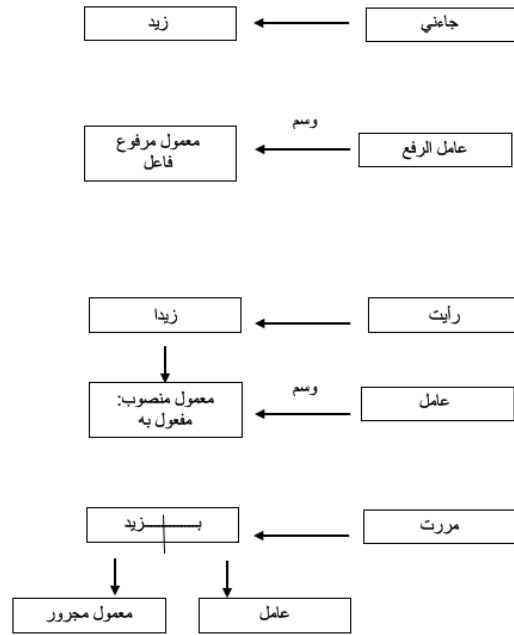 جاءني
زيد
وسم
عامل الرفع
معمول مرفوع
فاعل
رأيت
زيدا
وسم
عامل
معمول منصوب:
مفعول به
مررت
بـــــــــزيد
عامل
معمول مجرور